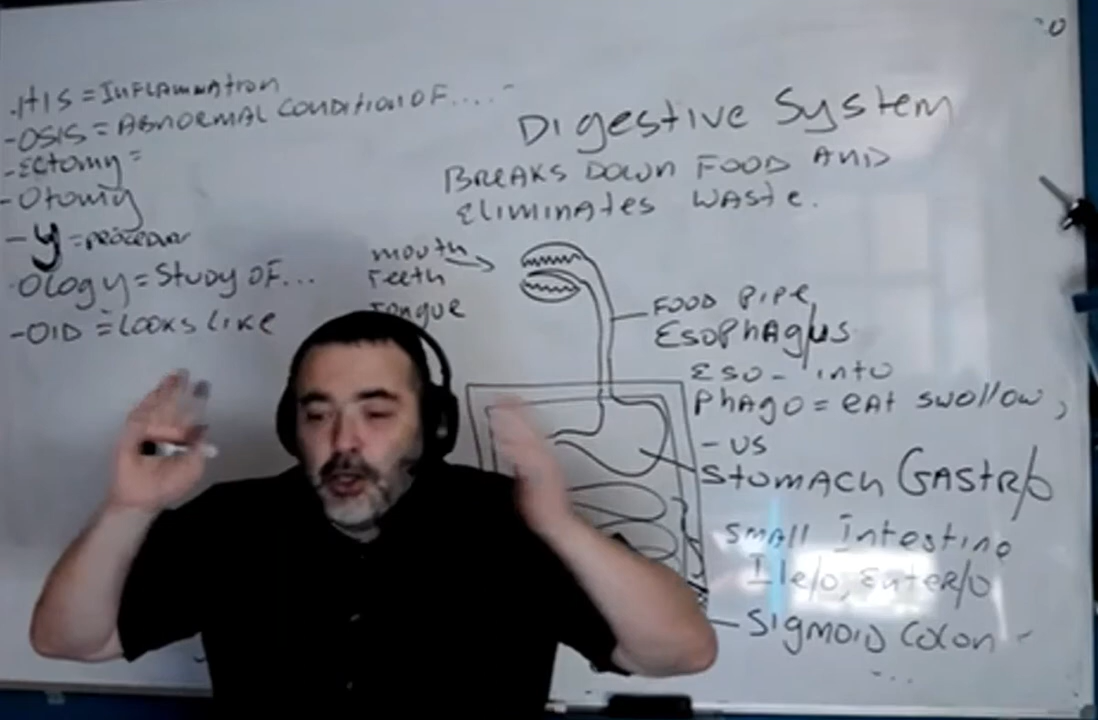 .itis = InFLAmmAtion
-OSIS = ABNORMAL CONDITION OF....-
-Ectomy =
-Otomy
-y = procedur
.Ology = Study OF...
-OID = LOOKS Like
Digestive System
BReAKS DOWN FOOD AND
eliminates waste.
mouth
Teeth
Tongue
FOOD PiPe,
ESOPhAgus
ESO- into
PhAgo = eAt swollow,
- us
STOMACH GASTR/o
SmAll Intestine
Ile/o, EnteR/o
Sigmoid Colon -
...